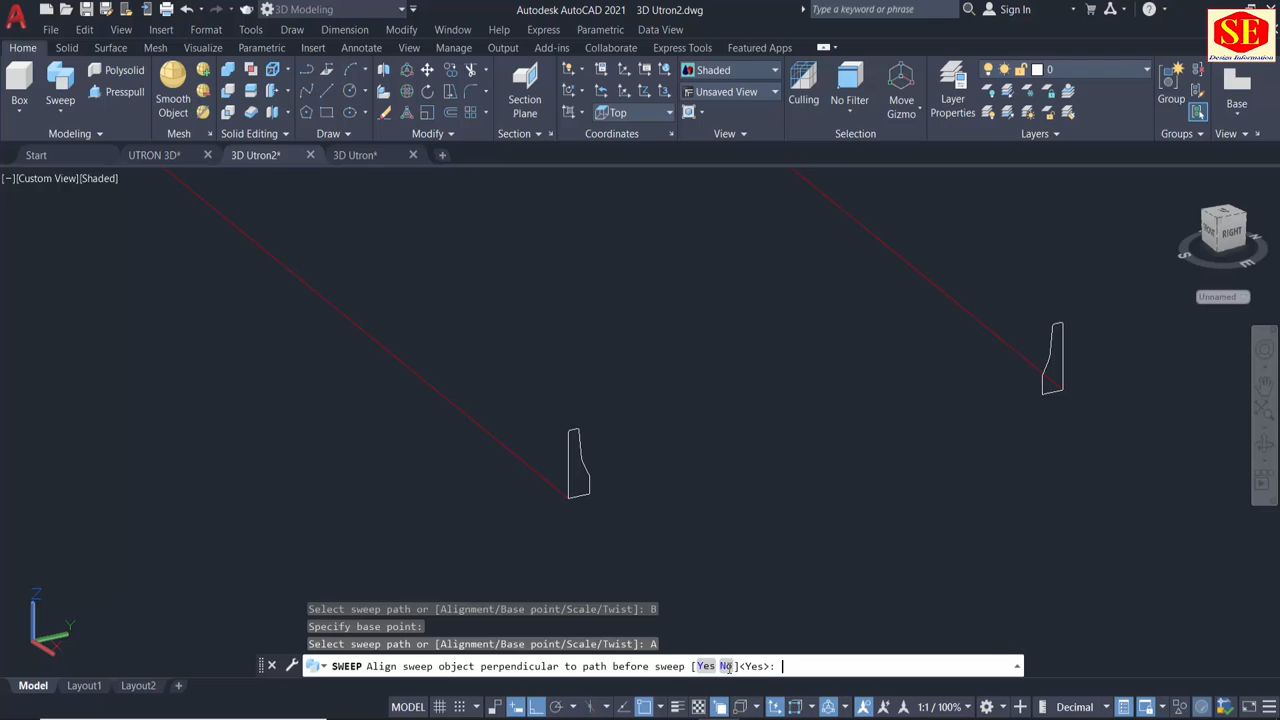 3D Modeling
Autodesk AutoCAD 2021 3D Utron2.dwg
Type a keyword or phrase
Sign In
SE
Design Information
File Edit View Insert Format Tools Draw Dimension Modify Window Help Express Parametric Data View
Home Solid Surface Mesh Visualize Parametric Insert Annotate View Manage Output Add-ins Collaborate Express Tools Featured Apps
Box
Sweep
Polysolid
Presspull
Smooth Object
Section Plane
Top
Shaded
Unsaved View
Culling
No Filter
Move Gizmo
Layer Properties
0
Group
Base
Modeling
Mesh
Solid Editing
Draw
Modify
Section
Coordinates
View
Selection
Layers
Groups
View
Start UTRON 3D* 3D Utron2* 3D Utron*
[−][Custom View][Shaded]
FRONT RIGHT
S E N
Unnamed
Z
Y
X
Select sweep path or [Alignment/Base point/Scale/Twist]: B
Specify base point:
Select sweep path or [Alignment/Base point/Scale/Twist]: A
SWEEP Align sweep object perpendicular to path before sweep [Yes No]<Yes>:
Model Layout1 Layout2
MODEL 1:1 / 100% Decimal